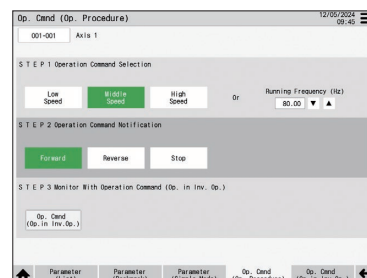 Op. Cmnd (Op. Procedure)
12/05/2024
09:45
001-001 Axis 1
STEP1 Operation Command Selection
Low Speed
Middle Speed
High Speed
Or
Running Frequency (Hz)
80.00 ▼ ▲
STEP2 Operation Command Notification
Forward Reverse Stop
STEP3 Monitor With Operation Command (Op. in Inv. Op.)
Op. Cmnd
(Op.in Inv.Op.)
Parameter Parameter Parameter Op. Cmnd Op. Cmnd